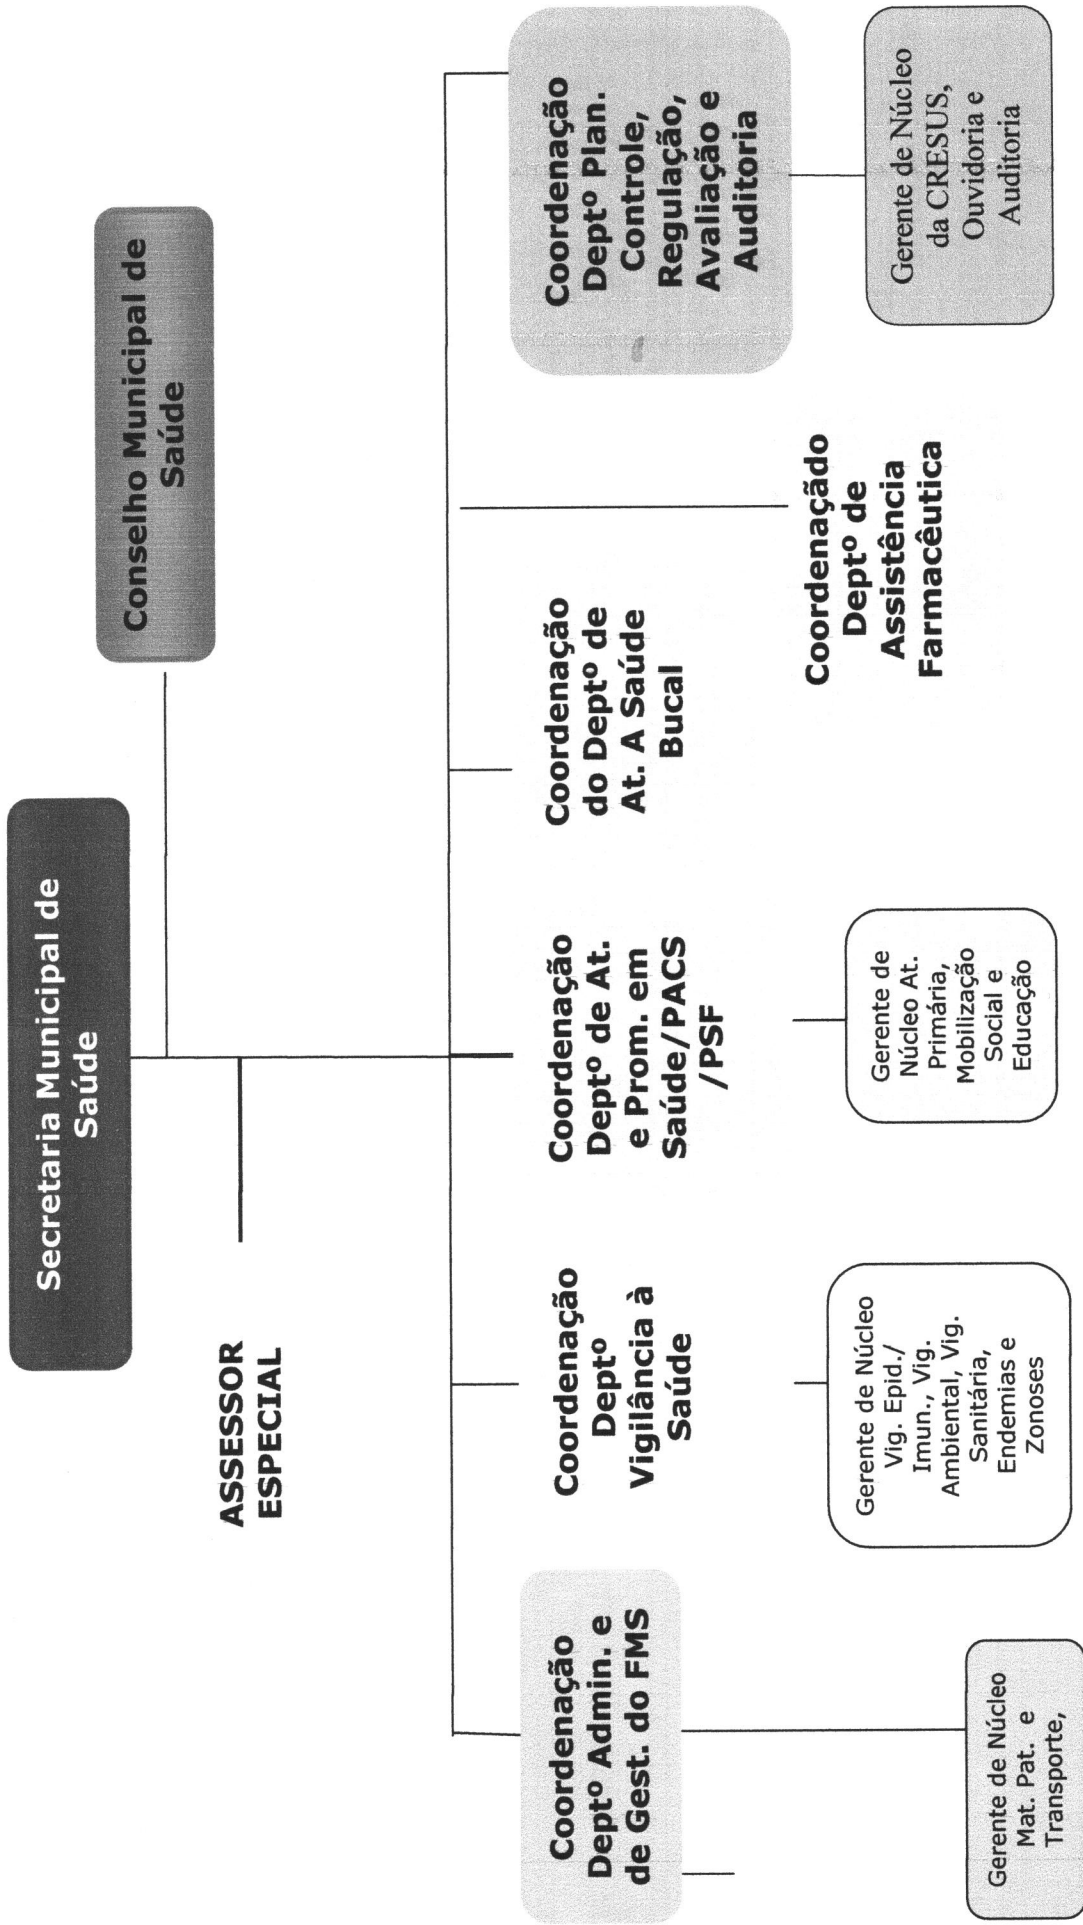 Secretaria Municipal de
Saúde
Conselho Municipal de
Saúde
ASSESSOR
ESPECIAL
Coordenação
Deptº Admin. e
de Gest. do FMS
Coordenação
Deptº
Vigilância à
Saúde
Coordenação
Deptº de At.
e Prom. em
Saúde/PACS
/PSF
Coordenação
do Deptº de
At. A Saúde
Bucal
Coordenaçãdo
Deptº de
Assistência
Farmacêutica
Coordenação
Deptº Plan.
Controle,
Regulação,
Avaliação e
Auditoria
Gerente de Núcleo
Mat. Pat. e
Transporte,
Gerente de Núcleo
Vig. Epid./
Imun., Vig.
Ambiental, Vig.
Sanitária,
Endemias e
Zonoses
Gerente de
Núcleo At.
Primária,
Mobilização
Social e
Educação
Gerente de Núcleo
da CRESUS,
Ouvidoria e
Auditoria